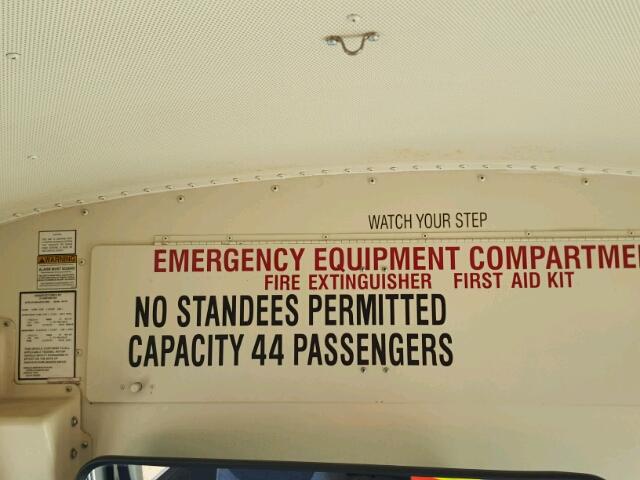 WATCH YOUR STEP
EMERGENCY EQUIPMENT COMPARTME
FIRE EXTINGUISHER FIRST AID KIT
NO STANDEES PERMITTED
CAPACITY 44 PASSENGERS
WARNING